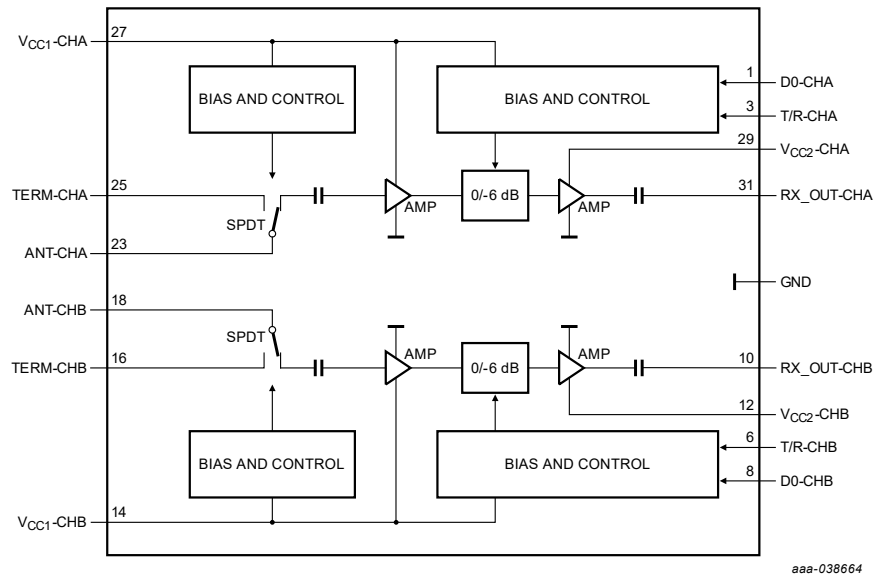 VCC1-CHA
27
BIAS AND CONTROL
BIAS AND CONTROL
1
D0-CHA
3
T/R-CHA
29
VCC2-CHA
TERM-CHA
25
SPDT
AMP
0/-6 dB
AMP
31
RX_OUT-CHA
ANT-CHA
23
GND
ANT-CHB
18
SPDT
TERM-CHB
16
AMP
0/-6 dB
AMP
10
RX_OUT-CHB
12
VCC2-CHB
BIAS AND CONTROL
BIAS AND CONTROL
6
T/R-CHB
8
D0-CHB
VCC1-CHB
14
aaa-038664